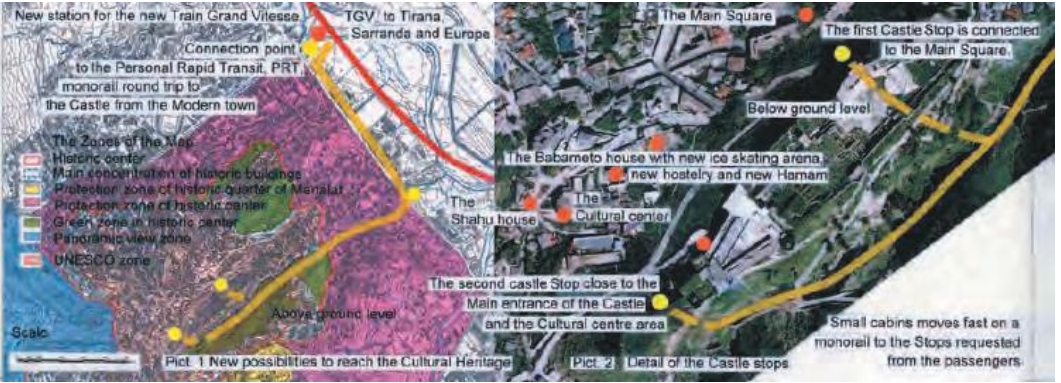 New station for the new Train Grand Vitesse
TGV, to Tirana,
Sarranda and Europe
Connection point
to the Personal Rapid Transit, PRT,
monorail round trip to
the Castle from the Modern town
The Zones of the Map
Historic center
Main concentration of historic buildings
Protection zone of historic quarter of Manalat
Protection zone of historic center
Green zone in historic center
Panoramic view zone
UNESCO zone
Scale
Above ground level
Pict. 1 New possibilities to reach the Cultural Heritage
The Main Square
The first Castle Stop is connected
to the Main Square.
Below ground level
The Babameto house with new ice skating arena,
new hostelry and new Hamam
The
Shahu house
The
Cultural center
The second castle Stop close to the
Main entrance of the Castle
and the Cultural centre area
Pict. 2 Detail of the Castle stops
Small cabins moves fast on a
monorail to the Stops requested
from the passengers